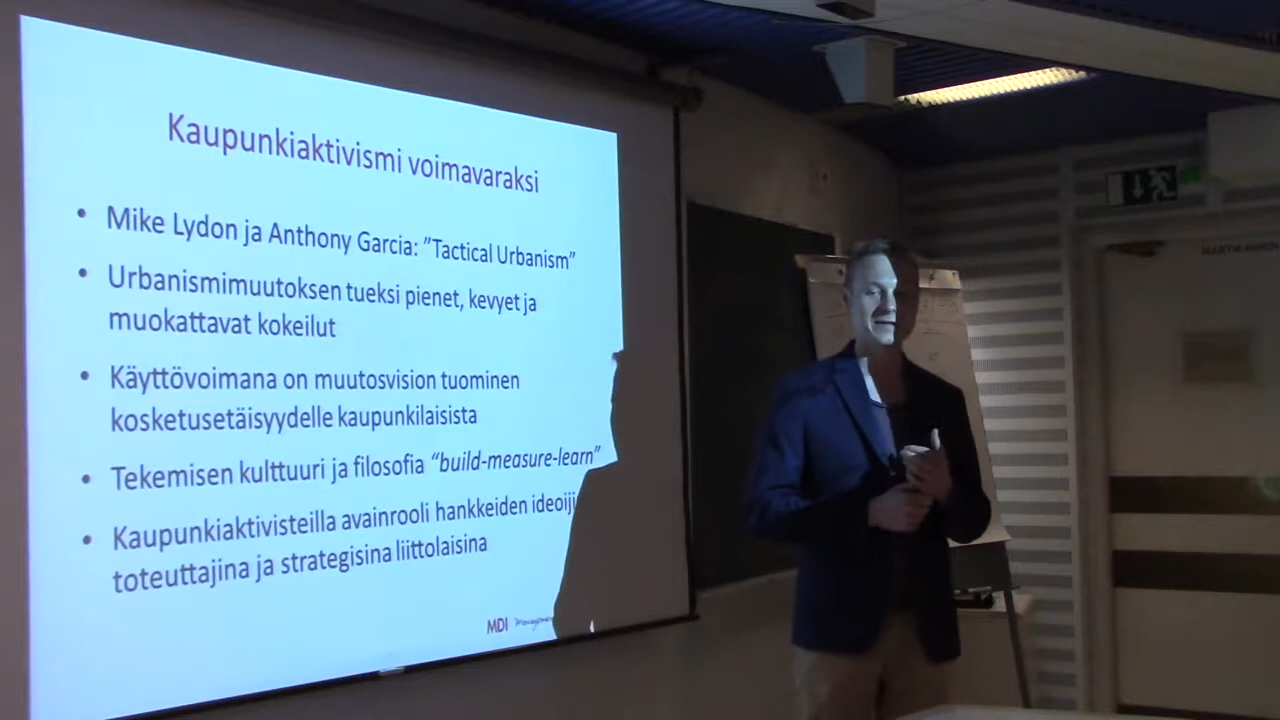 Kaupunkiaktivismi voimavaraksi
• Mike Lydon ja Anthony Garcia: ”Tactical Urbanism”
• Urbanismimuutoksen tueksi pienet, kevyet ja
muokattavat kokeilut
• Käyttövoimana on muutosvision tuominen
kosketusetäisyydelle kaupunkilaisista
• Tekemisen kulttuuri ja filosofia “build-measure-learn”
• Kaupunkiaktivisteilla avainrooli hankkeiden ideoij
toteuttajina ja strategisina liittolaisina
MDI